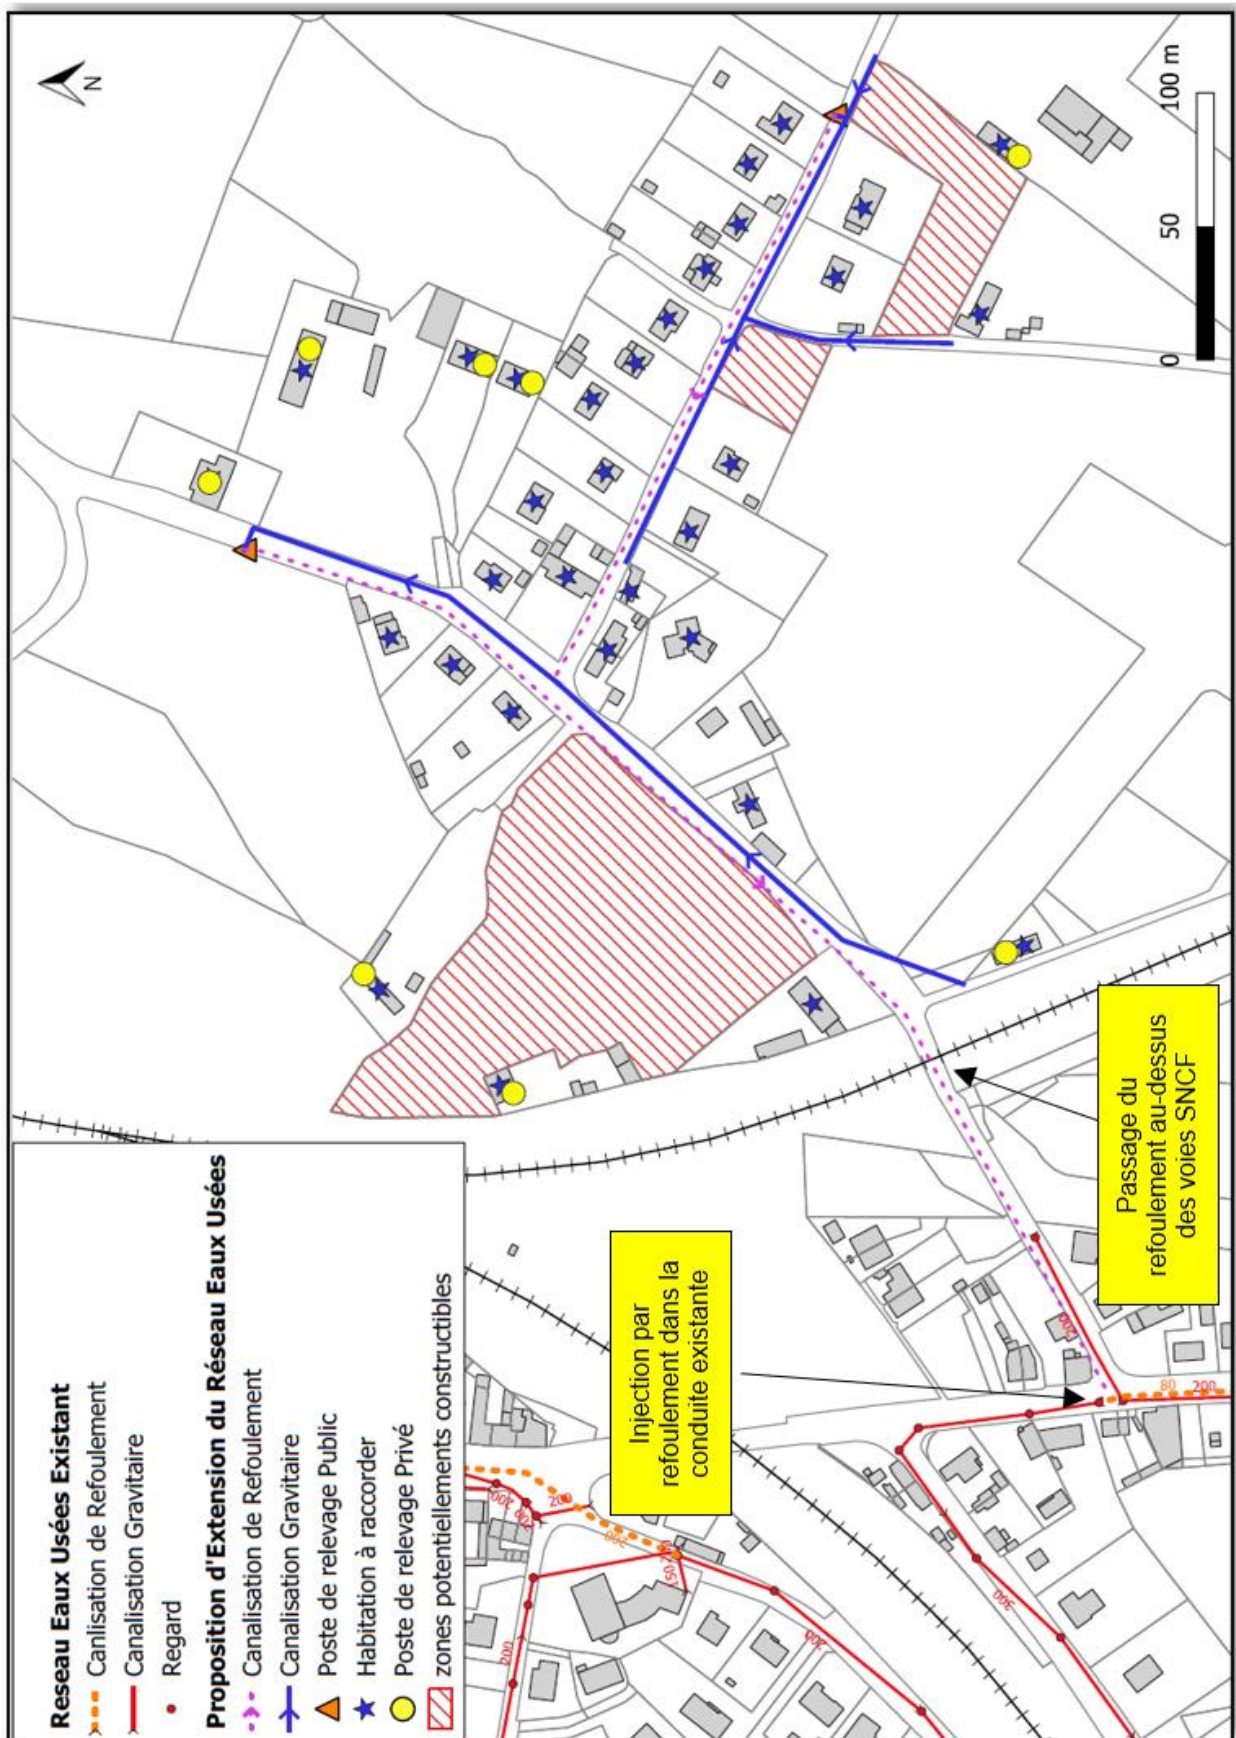 Reseau Eaux Usées Existant
Canlisation de Refoulement
Canalisation Gravitaire
Regard
Proposition d'Extension du Réseau Eaux Usées
Canalisation de Refoulement
Canalisation Gravitaire
Poste de relevage Public
Habitation à raccorder
Poste de relevage Privé
zones potentiellements constructibles
Injection par
refoulement dans la
conduite existante
Passage du
refoulement au-dessus
des voies SNCF
N
0 50 100 m
200
200
200
200
200
200
300
200
80
200